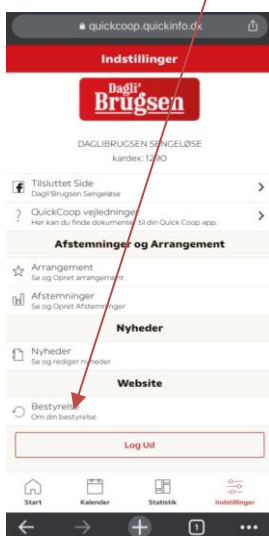 quickcoop.quickinfo.dk
Indstillinger
Dagli'
Brugsen
DAGLIBRUGSEN SENGELØSE
kardex: 1290
Tilsluttet Side
Dagli'Brugsen Sengeløse
QuickCoop vejledninger
Her kan du finde dokumenter til din Quick Coop app.
Afstemninger og Arrangement
Arrangement
Se og Opret arrangement
Afstemninger
Se og Opret Afstemninger
Nyheder
Nyheder
Se og rediger nyheder
Website
Bestyrelse
Om din bestyrelse
Log Ud
Start Kalender Statistik Indstillinger
1